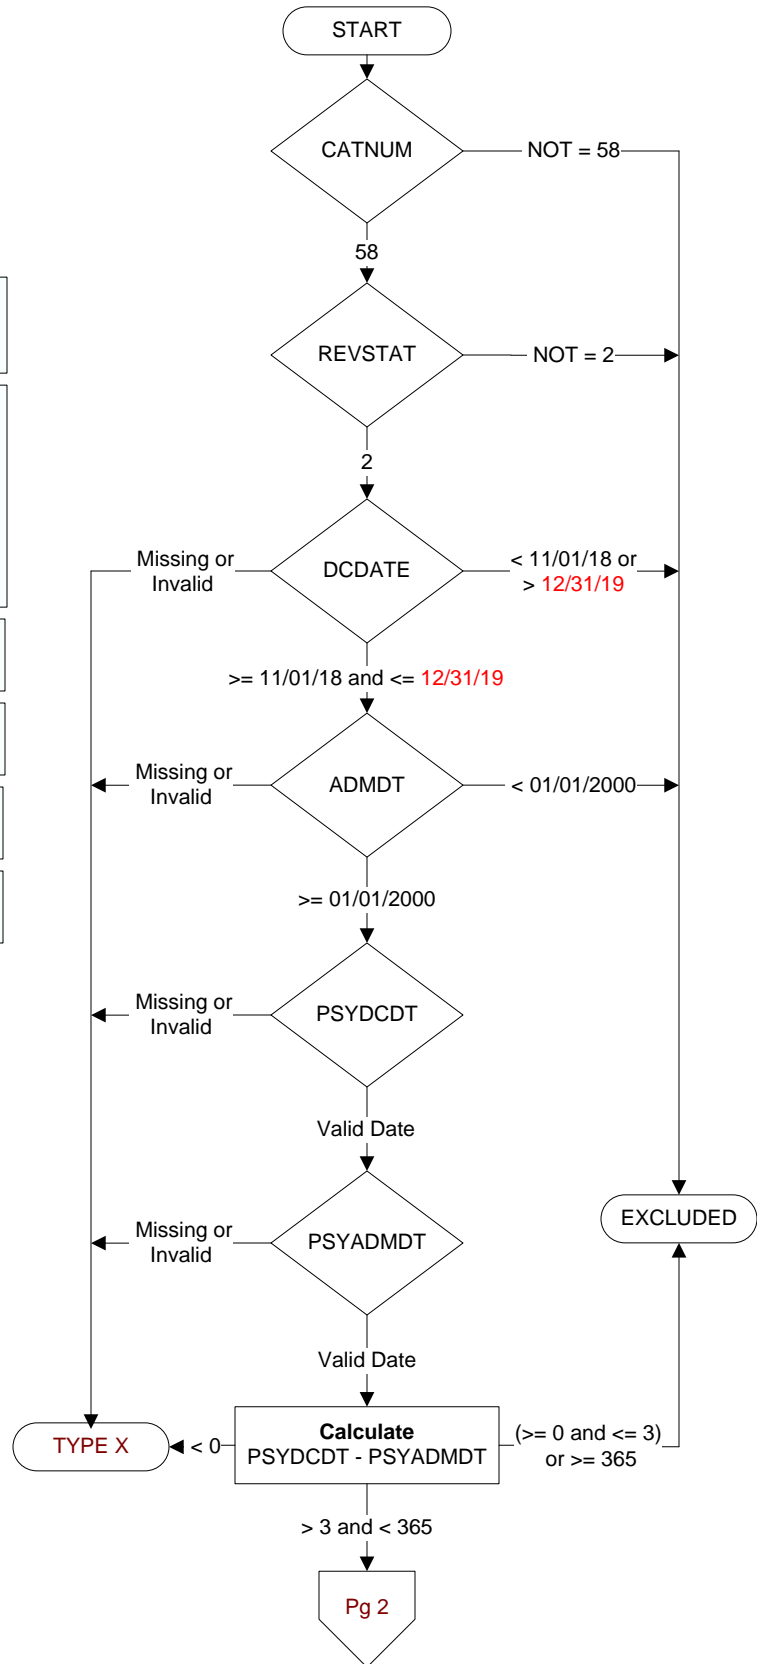 START
CATNUM
NOT = 58
58
REVSTAT
NOT = 2
2
Missing or
Invalid
DCDATE
< 11/01/18 or
> 12/31/19
>= 11/01/18 and <= 12/31/19
Missing or
Invalid
ADMDT
< 01/01/2000
>= 01/01/2000
Missing or
Invalid
PSYDCDT
Valid Date
Missing or
Invalid
PSYADMDT
EXCLUDED
Valid Date
TYPE X
< 0
Calculate
PSYDCDT - PSYADMDT
(>= 0 and <= 3)
or >= 365
> 3 and < 365
Pg 2